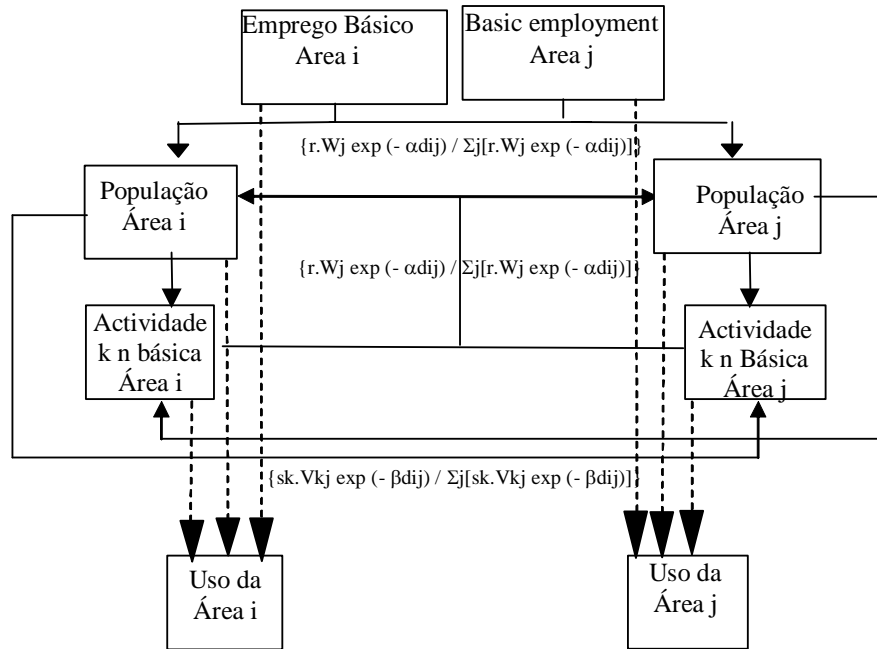 Emprego Básico
Area i
Basic employment
Area j
{r.Wj exp (- αdij) / Σj[r.Wj exp (- αdij)]}
População
Área i
População
Área j
{r.Wj exp (- αdij) / Σj[r.Wj exp (- αdij)]}
Actividade
k n básica
Área i
Actividade
k n Básica
Área j
{sk.Vkj exp (- βdij) / Σj[sk.Vkj exp (- βdij)]}
Uso da
Área i
Uso da
Área j